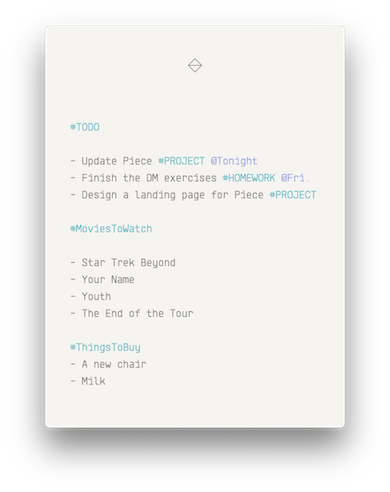 #TODO
- Update Piece #PROJECT @Tonight
- Finish the DM exercises #HOMEWORK @Fri.
- Design a landing page for Piece #PROJECT
#MoviesToWatch
- Star Trek Beyond
- Your Name
- Youth
- The End of the Tour
#ThingsToBuy
- A new chair
- Milk